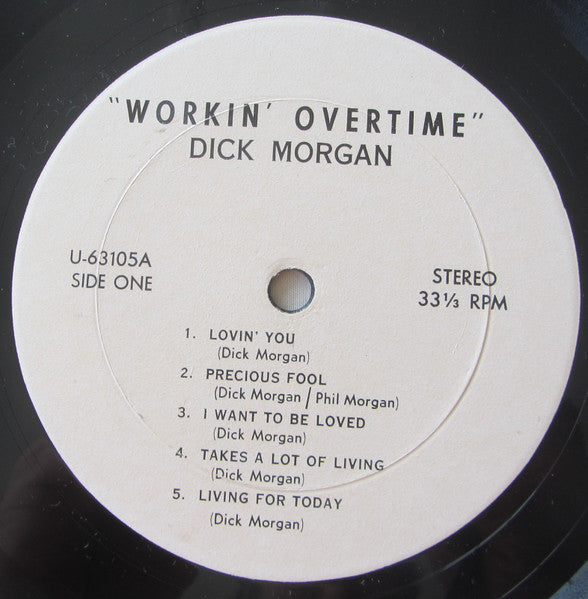 "WORKIN' OVERTIME"
DICK MORGAN
U-63105A
SIDE ONE
STEREO
33⅓ RPM
1. LOVIN' YOU
(Dick Morgan)
2. PRECIOUS FOOL
(Dick Morgan / Phil Morgan)
3. I WANT TO BE LOVED
(Dick Morgan)
4. TAKES A LOT OF LIVING
(Dick Morgan)
5. LIVING FOR TODAY
(Dick Morgan)